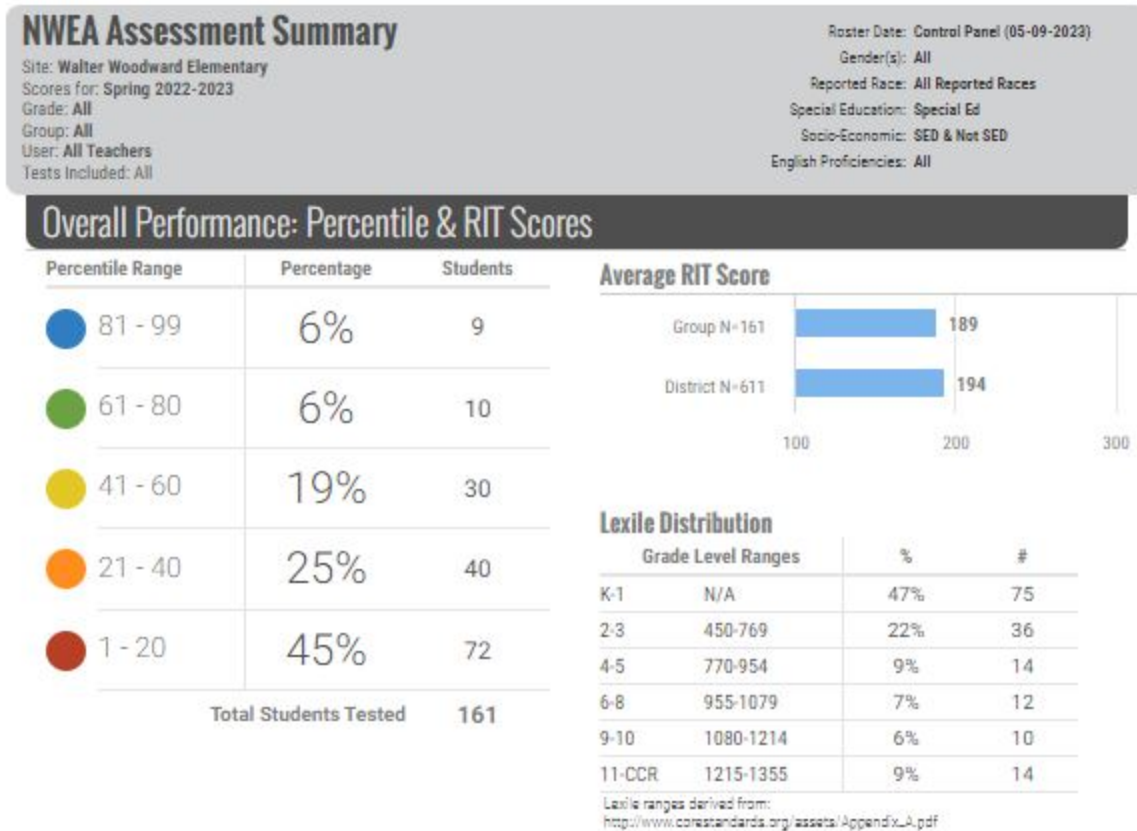 NWEA Assessment Summary
Site: Walter Woodward Elementary
Scores for: Spring 2022-2023
Grade: All
Group: All
User: All Teachers
Tests Included: All
Roster Date: Control Panel (05-09-2023)
Gender(s): All
Reported Race: All Reported Races
Special Education: Special Ed
Socio-Economic: SED & Not SED
English Proficiencies: All
Overall Performance: Percentile & RIT Scores
Percentile Range Percentage Students
81 - 99 6% 9
61 - 80 6% 10
41 - 60 19% 30
21 - 40 25% 40
1 - 20 45% 72
Total Students Tested 161
Average RIT Score
Group N=161 189
District N=611 194
100 200 300
Lexile Distribution
Grade Level Ranges % #
K-1 N/A 47% 75
2-3 450-769 22% 36
4-5 770-954 9% 14
6-8 955-1079 7% 12
9-10 1080-1214 6% 10
11-CCR 1215-1355 9% 14
Lexile ranges derived from:
http://www.corestandards.org/assets/Appendix_A.pdf